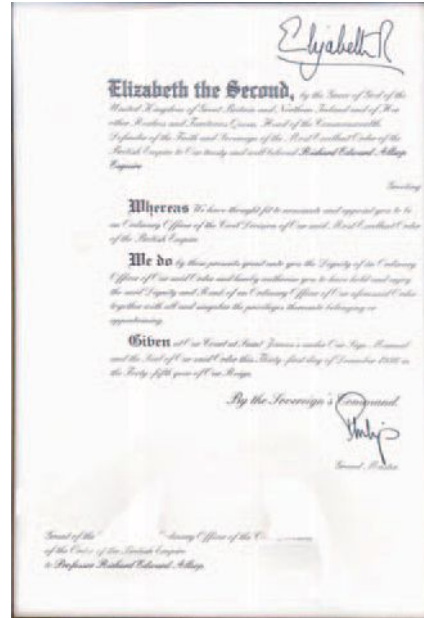 Elizabeth R
Elizabeth the Second, by the Grace of God of the
United Kingdom of Great Britain and Northern Ireland and of Her
other Realms and Territories Queen, Head of the Commonwealth,
Defender of the Faith and Sovereign of the Most Excellent Order of the
British Empire to Our trusty and well beloved Richard Edward Allsop
Esquire
Greeting
Whereas We have thought fit to nominate and appoint you to be
an Ordinary Officer of the Civil Division of Our said Most Excellent Order
of the British Empire
We do by these presents grant unto you the Dignity of an Ordinary
Officer of Our said Order and hereby authorise you to have hold and enjoy
the said Dignity and Rank of an Ordinary Officer of Our aforesaid Order
together with all and singular the privileges thereunto belonging or
appertaining.
Given at Our Court at Saint James's under Our Sign Manual
and the Seal of Our said Order this Thirty-first day of December 1996 in
the Forty-fifth year of Our Reign.
By the Sovereign's Command.
Philip
Grand Master.
Grant of the Officer of the
of the Order of the British Empire
to Professor Richard Edward Allsop.